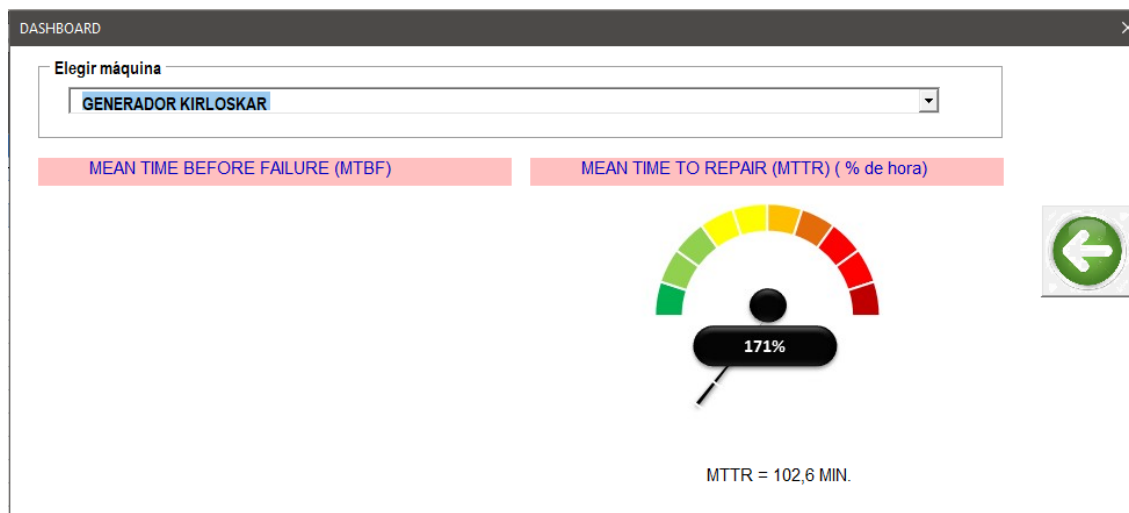 DASHBOARD
Elegir máquina
GENERADOR KIRLOSKAR
MEAN TIME BEFORE FAILURE (MTBF)
MEAN TIME TO REPAIR (MTTR) ( % de hora)
171%
MTTR = 102,6 MIN.